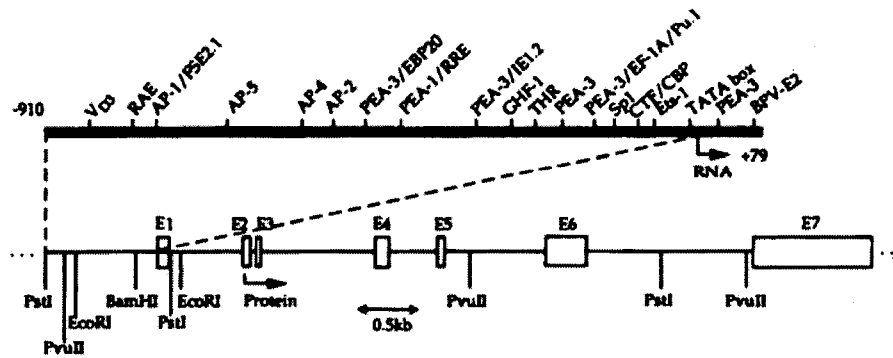 -910
V D3
RAE
AP-1/PSE2.1
AP-5
AP-4
AP-2
PEA-3/EBP20
PEA-1/RRE
PEA-3/IE1.2
GHF-1
THR
PEA-3
PEA-3/EF-1A/Pu.1
Sp1
CTF/CBP
Ets-1
TATA box
PEA-3
BPV-E2
RNA
+79
E1
E2
E3
E4
E5
E6
E7
...
...
PstI
PvuII
EcoRI
BamHI
PstI
EcoRI
Protein
0.5kb
PvuII
PstI
PvuII